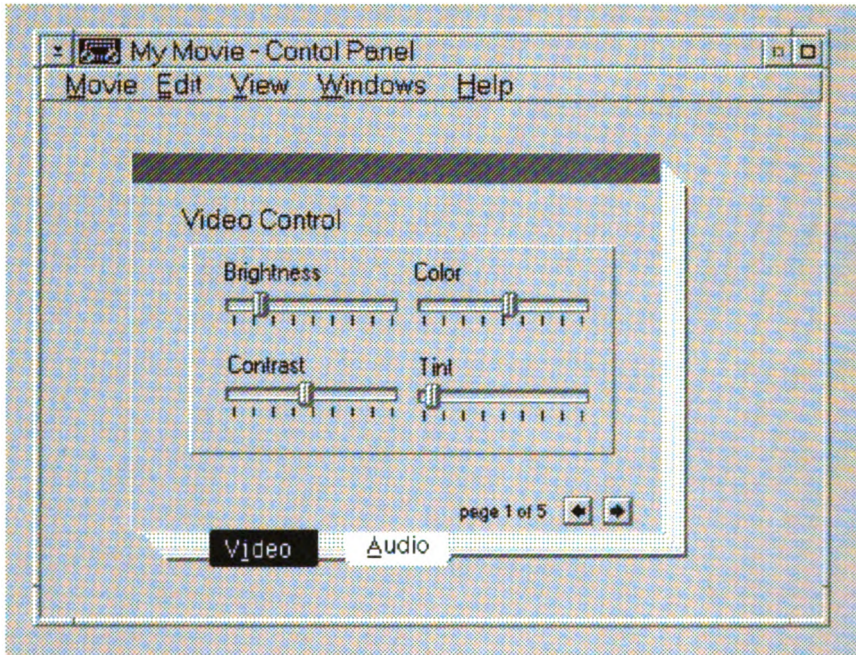 My Movie - Contol Panel
Movie Edit View Windows Help
Video Control
Brightness Color
Contrast Tint
page 1 of 5
Video Audio